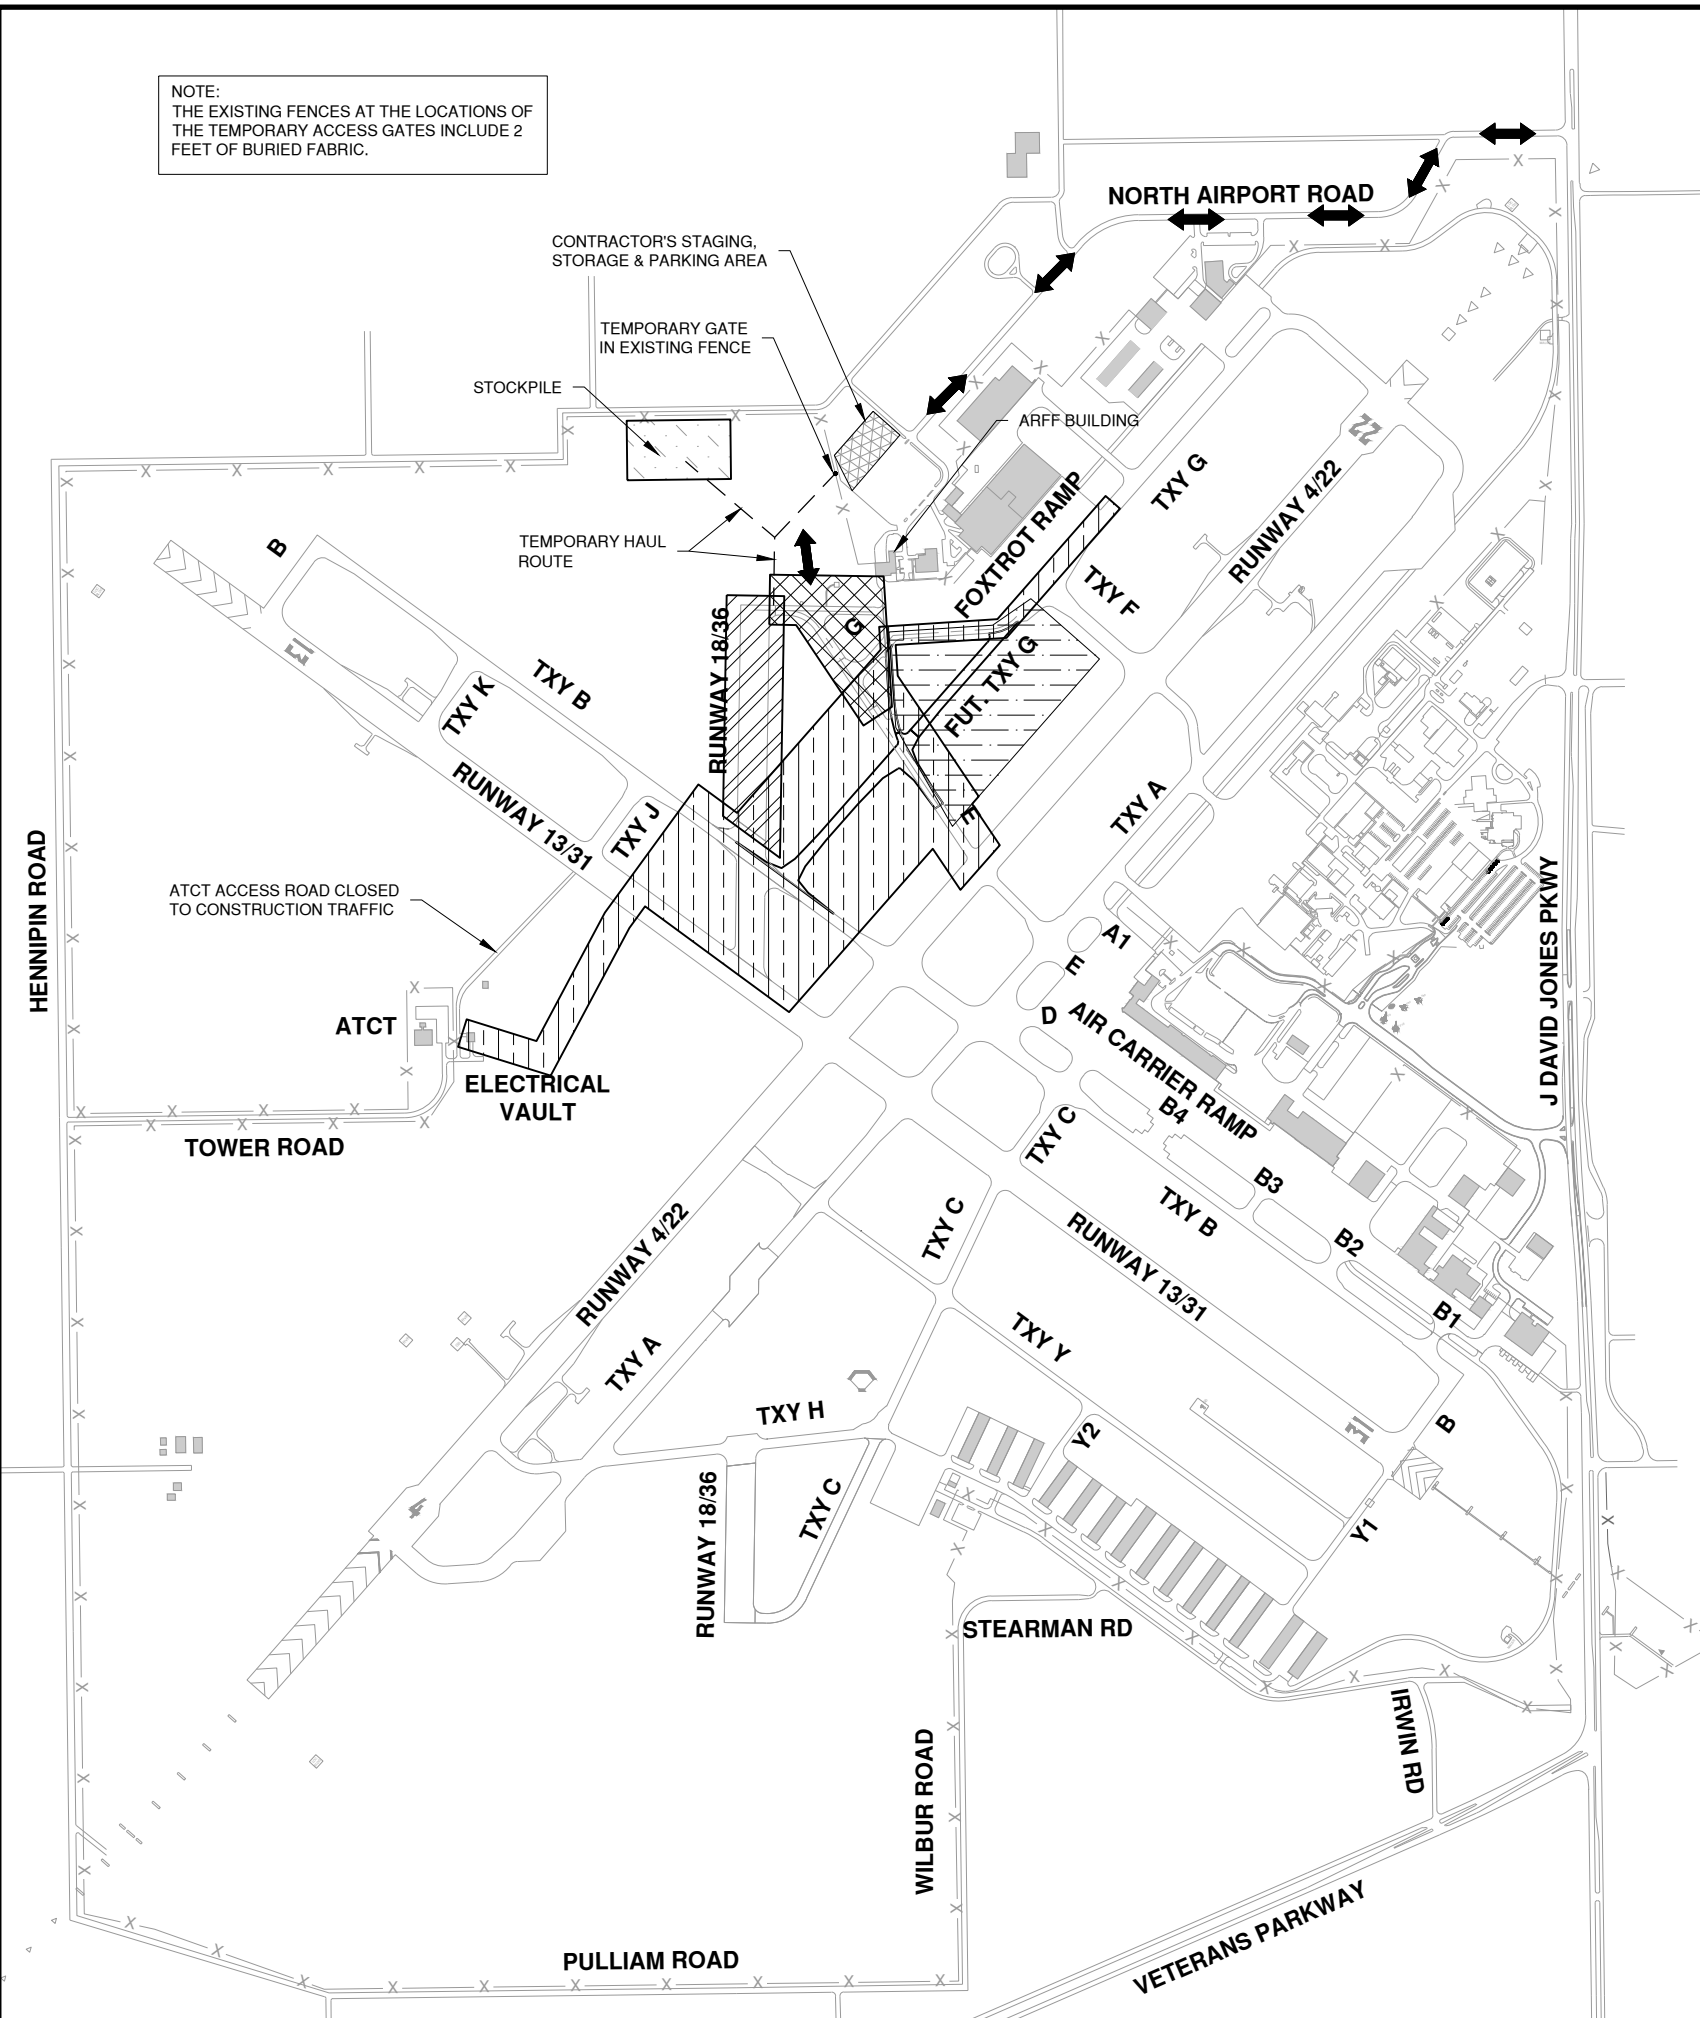 NOTE:
THE EXISTING FENCES AT THE LOCATIONS OF
THE TEMPORARY ACCESS GATES INCLUDE 2
FEET OF BURIED FABRIC.
NORTH AIRPORT ROAD
CONTRACTOR'S STAGING,
STORAGE & PARKING AREA
TEMPORARY GATE
IN EXISTING FENCE
STOCKPILE
ARFF BUILDING
22
TXY G
RUNWAY 4/22
FOXTROT RAMP
TEMPORARY HAUL
ROUTE
B
TXY F
13
TXY B
TXY K
RUNWAY 18/36
G
FUT. TXY G
RUNWAY 13/31
TXY J
E
TXY A
HENNIPIN ROAD
ATCT ACCESS ROAD CLOSED
TO CONSTRUCTION TRAFFIC
J DAVID JONES PKWY
A1
E
D
AIR CARRIER RAMP
ATCT
ELECTRICAL
VAULT
TOWER ROAD
B4
TXY C
B3
TXY B
B2
B1
TXY C
RUNWAY 13/31
RUNWAY 4/22
TXY A
TXY Y
TXY H
Y2
31
B
Y1
4
RUNWAY 18/36
TXY C
STEARMAN RD
IRWIN RD
WILBUR ROAD
PULLIAM ROAD
VETERANS PARKWAY